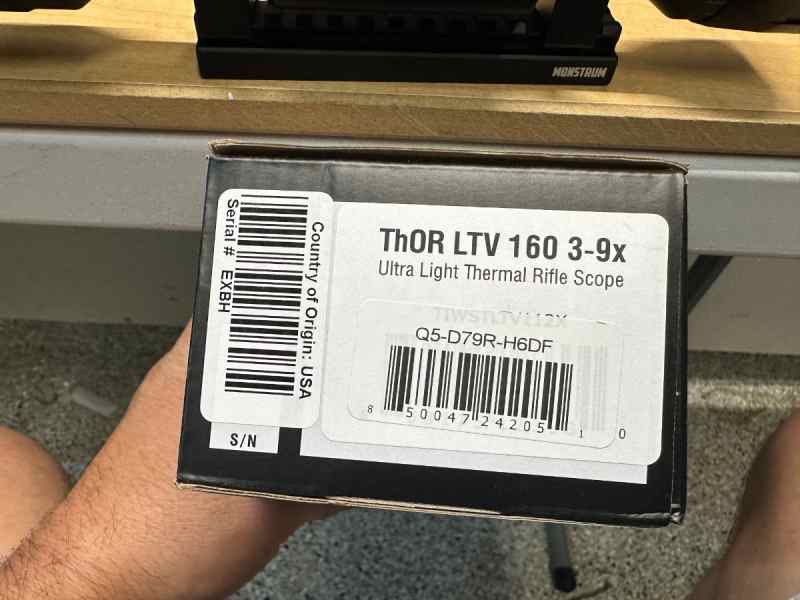 MONSTRUM
Country of Origin: USA
Serial # EXBH
S/N
ThOR LTV 160 3-9x
Ultra Light Thermal Rifle Scope
TIWSTLTV112X
Q5-D79R-H6DF
8 50047 24205 1 0